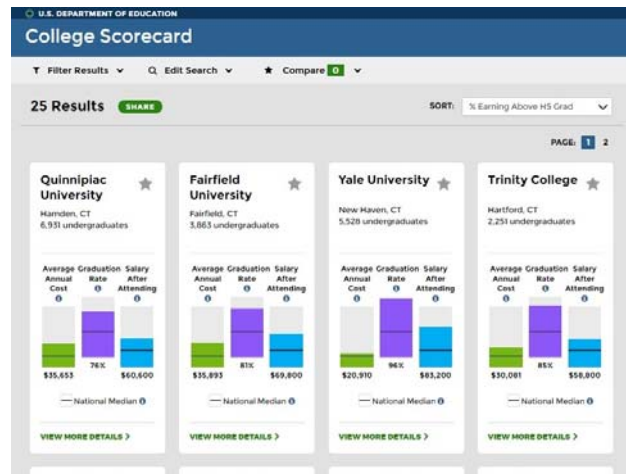 U.S. DEPARTMENT OF EDUCATION
College Scorecard
Filter Results Edit Search Compare 0
25 Results SHARE SORT: % Earning Above HS Grad
PAGE: 1 2
Quinnipiac University
Hamden, CT
6,931 undergraduates
Average Annual Cost
Graduation Rate
Salary After Attending
$35,653 76% $60,600
National Median
VIEW MORE DETAILS >
Fairfield University
Fairfield, CT
3,863 undergraduates
Average Annual Cost
Graduation Rate
Salary After Attending
$35,893 81% $69,800
National Median
VIEW MORE DETAILS >
Yale University
New Haven, CT
5,528 undergraduates
Average Annual Cost
Graduation Rate
Salary After Attending
$20,910 96% $83,200
National Median
VIEW MORE DETAILS >
Trinity College
Hartford, CT
2,251 undergraduates
Average Annual Cost
Graduation Rate
Salary After Attending
$30,081 85% $58,800
National Median
VIEW MORE DETAILS >